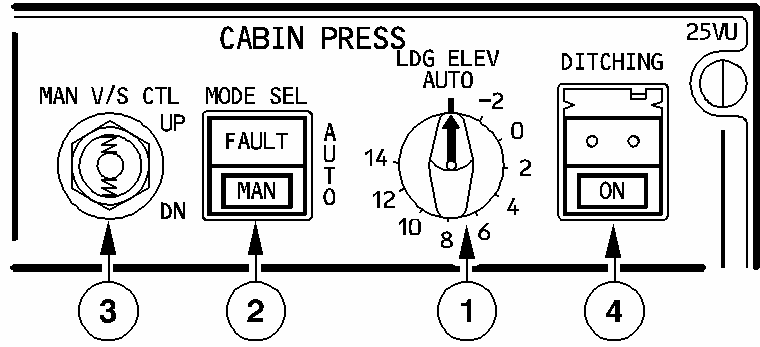 CABIN PRESS
25VU
LDG ELEV
AUTO
DITCHING
MAN V/S CTL
UP
DN
MODE SEL
FAULT
MAN
AUTO
-2
0
2
4
6
8
10
12
14
ON
3
2
1
4